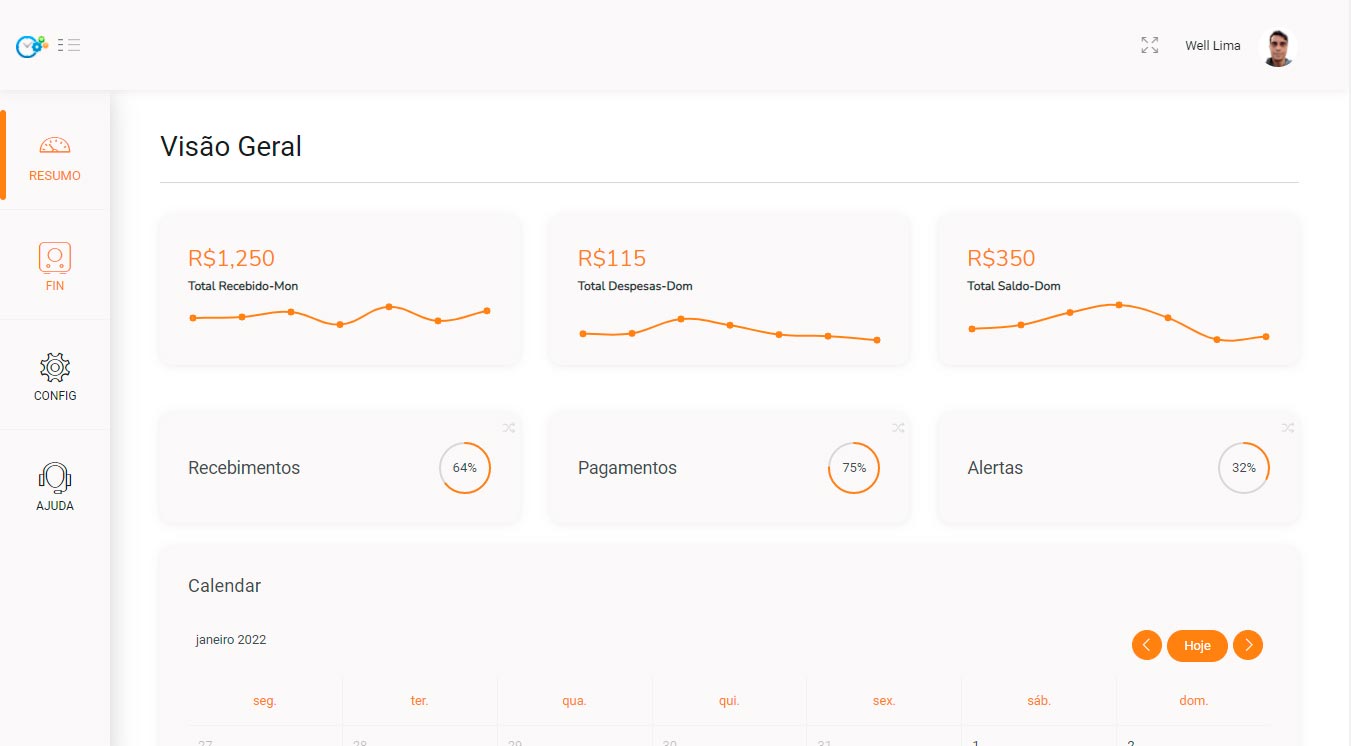 Well Lima
RESUMO
FIN
CONFIG
AJUDA
Visão Geral
R$1,250
Total Recebido-Mon
R$115
Total Despesas-Dom
R$350
Total Saldo-Dom
Recebimentos
64%
Pagamentos
75%
Alertas
32%
Calendar
janeiro 2022
Hoje
seg. ter. qua. qui. sex. sáb. dom.
27 28 29 30 31 1 2